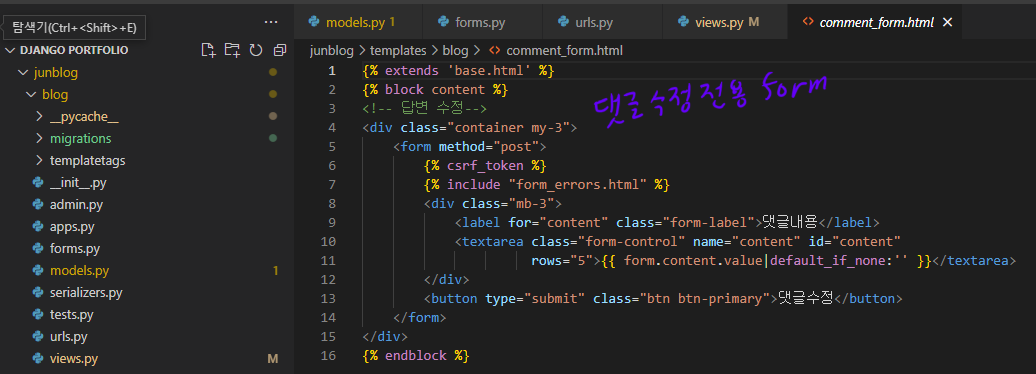 탐색기(Ctrl+<Shift>+E)
···
DJANGO PORTFOLIO
junblog
blog
__pycache__
migrations
templatetags
__init__.py
admin.py
apps.py
forms.py
models.py 1
serializers.py
tests.py
urls.py
views.py M
models.py 1 forms.py urls.py views.py M <> comment_form.html ×
junblog > templates > blog > <> comment_form.html
1 {% extends 'base.html' %}
2 {% block content %}
3 <!-- 답변 수정-->
댓글수정 전용 form
4 <div class="container my-3">
5 <form method="post">
6 {% csrf_token %}
7 {% include "form_errors.html" %}
8 <div class="mb-3">
9 <label for="content" class="form-label">댓글내용</label>
10 <textarea class="form-control" name="content" id="content"
11 rows="5">{{ form.content.value|default_if_none:'' }}</textarea>
12 </div>
13 <button type="submit" class="btn btn-primary">댓글수정</button>
14 </form>
15 </div>
16 {% endblock %}